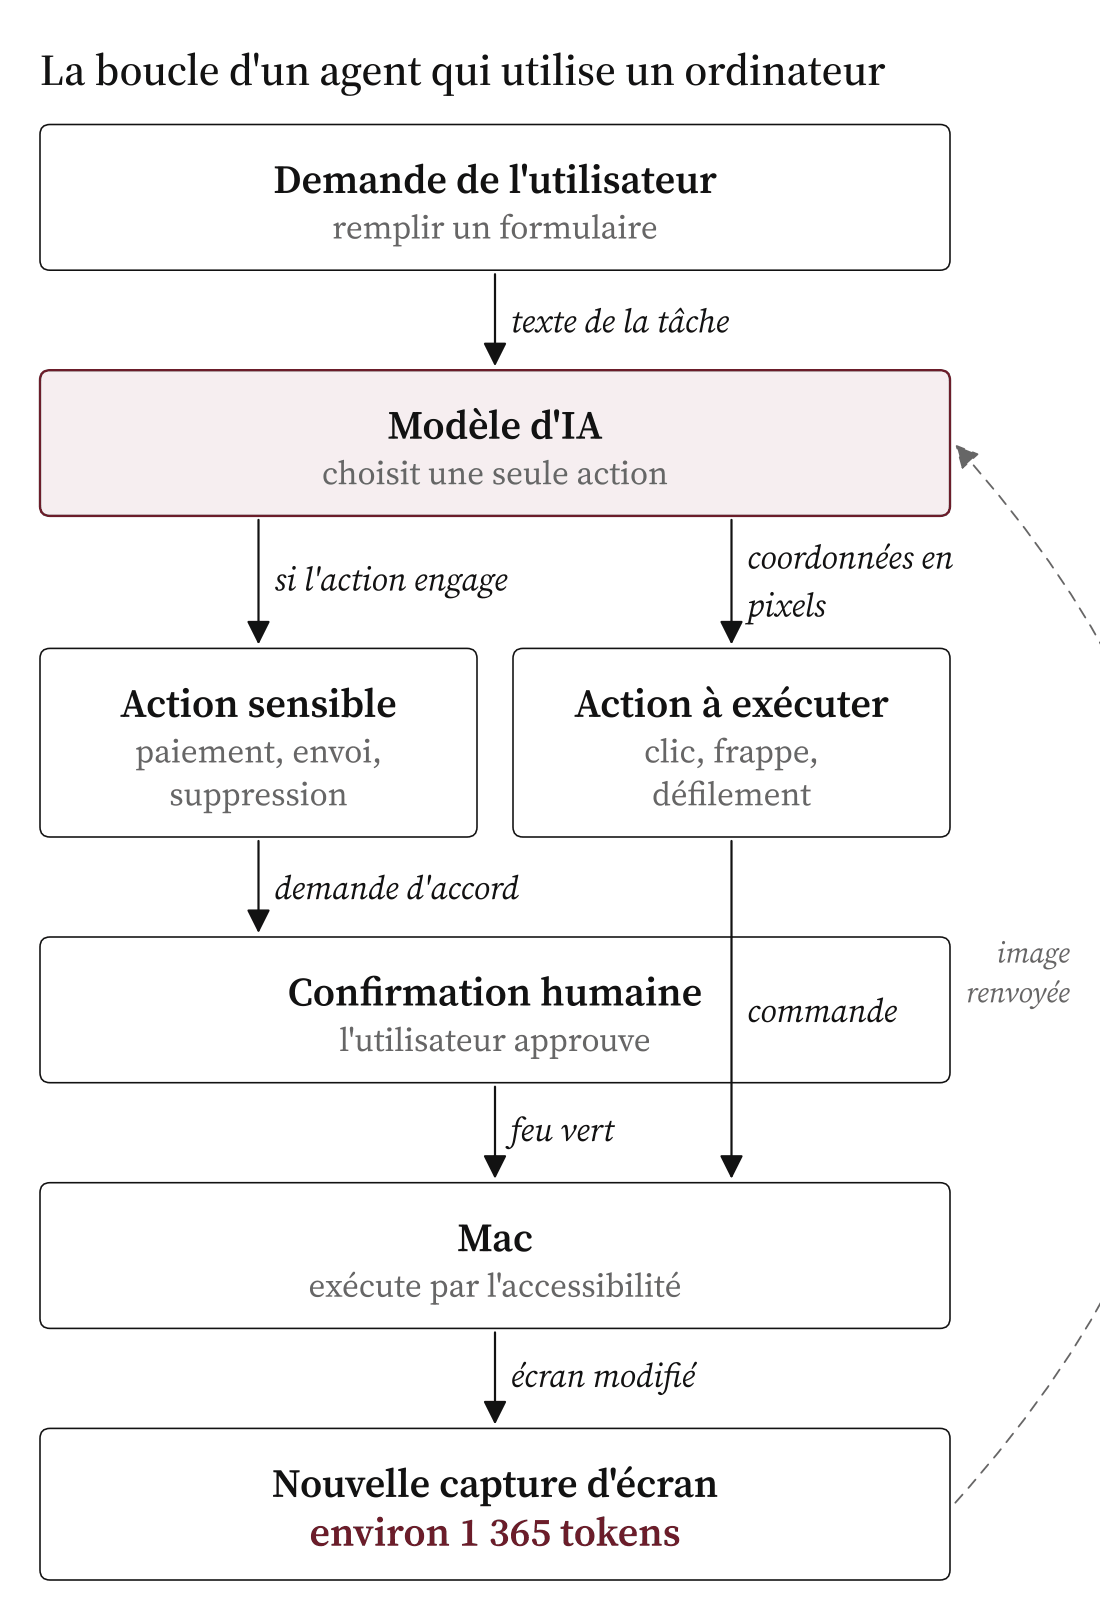 La boucle d'un agent qui utilise un ordinateur
Demande de l'utilisateur
remplir un formulaire
texte de la tâche
Modèle d'IA
choisit une seule action
si l'action engage
coordonnées en
pixels
Action sensible
paiement, envoi,
suppression
Action à exécuter
clic, frappe,
défilement
demande d'accord
Confirmation humaine
l'utilisateur approuve
commande
image
renvoyée
feu vert
Mac
exécute par l'accessibilité
écran modifié
Nouvelle capture d'écran
environ 1 365 tokens